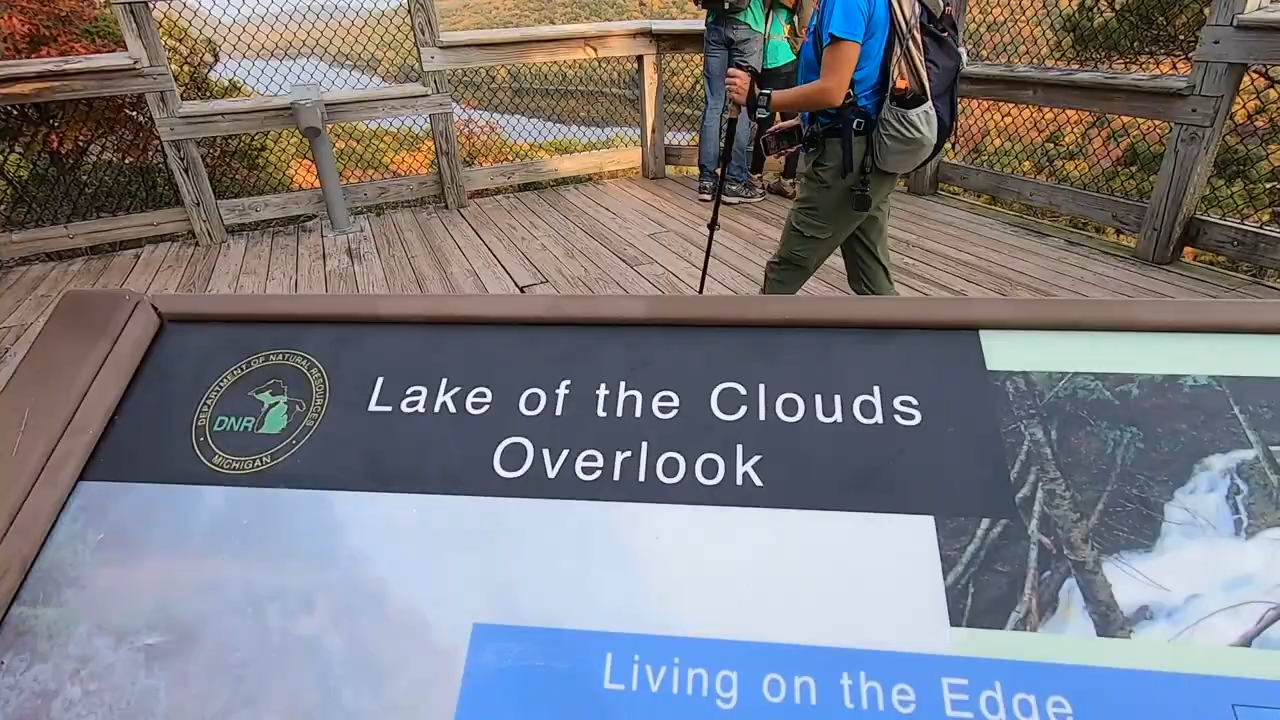 DEPARTMENT OF NATURAL RESOURCES
DNR
MICHIGAN
Lake of the Clouds
Overlook
Living on the Edge